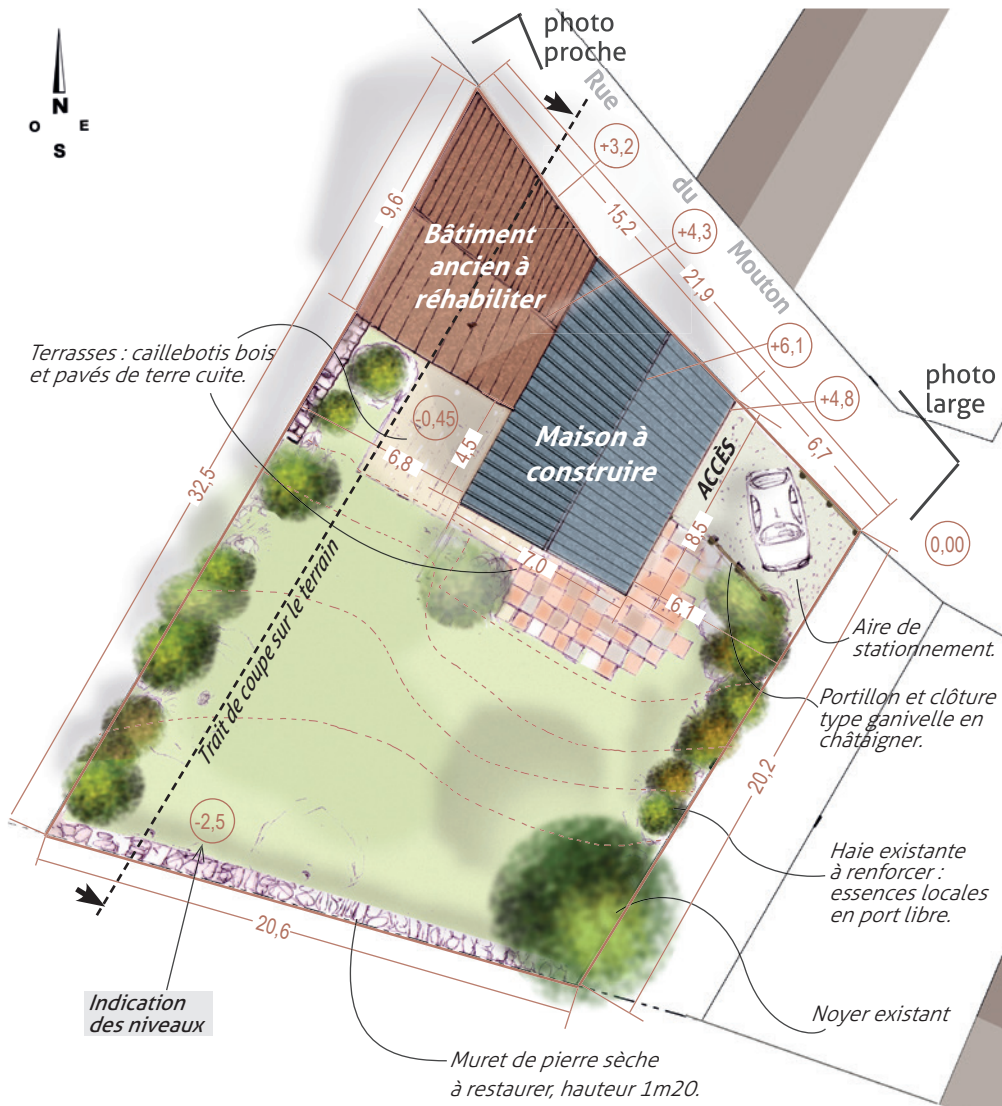 photo
proche
N
O E
S
Rue
du
Mouton
+3,2
15,2
+4,3
21,9
+6,1
+4,8
6,7
9,6
Bâtiment
ancien à
réhabiliter
Terrasses : caillebotis bois
et pavés de terre cuite.
photo
large
-0,45
4,5
6,8
Maison à
construire
ACCÈS
8,5
0,00
32,5
7,0
6,1
Trait de coupe sur le terrain
Aire de
stationnement.
Portillon et clôture
type ganivelle en
châtaigner.
20,2
-2,5
Haie existante
à renforcer :
essences locales
en port libre.
20,6
Indication
des niveaux
Noyer existant
Muret de pierre sèche
à restaurer, hauteur 1m20.